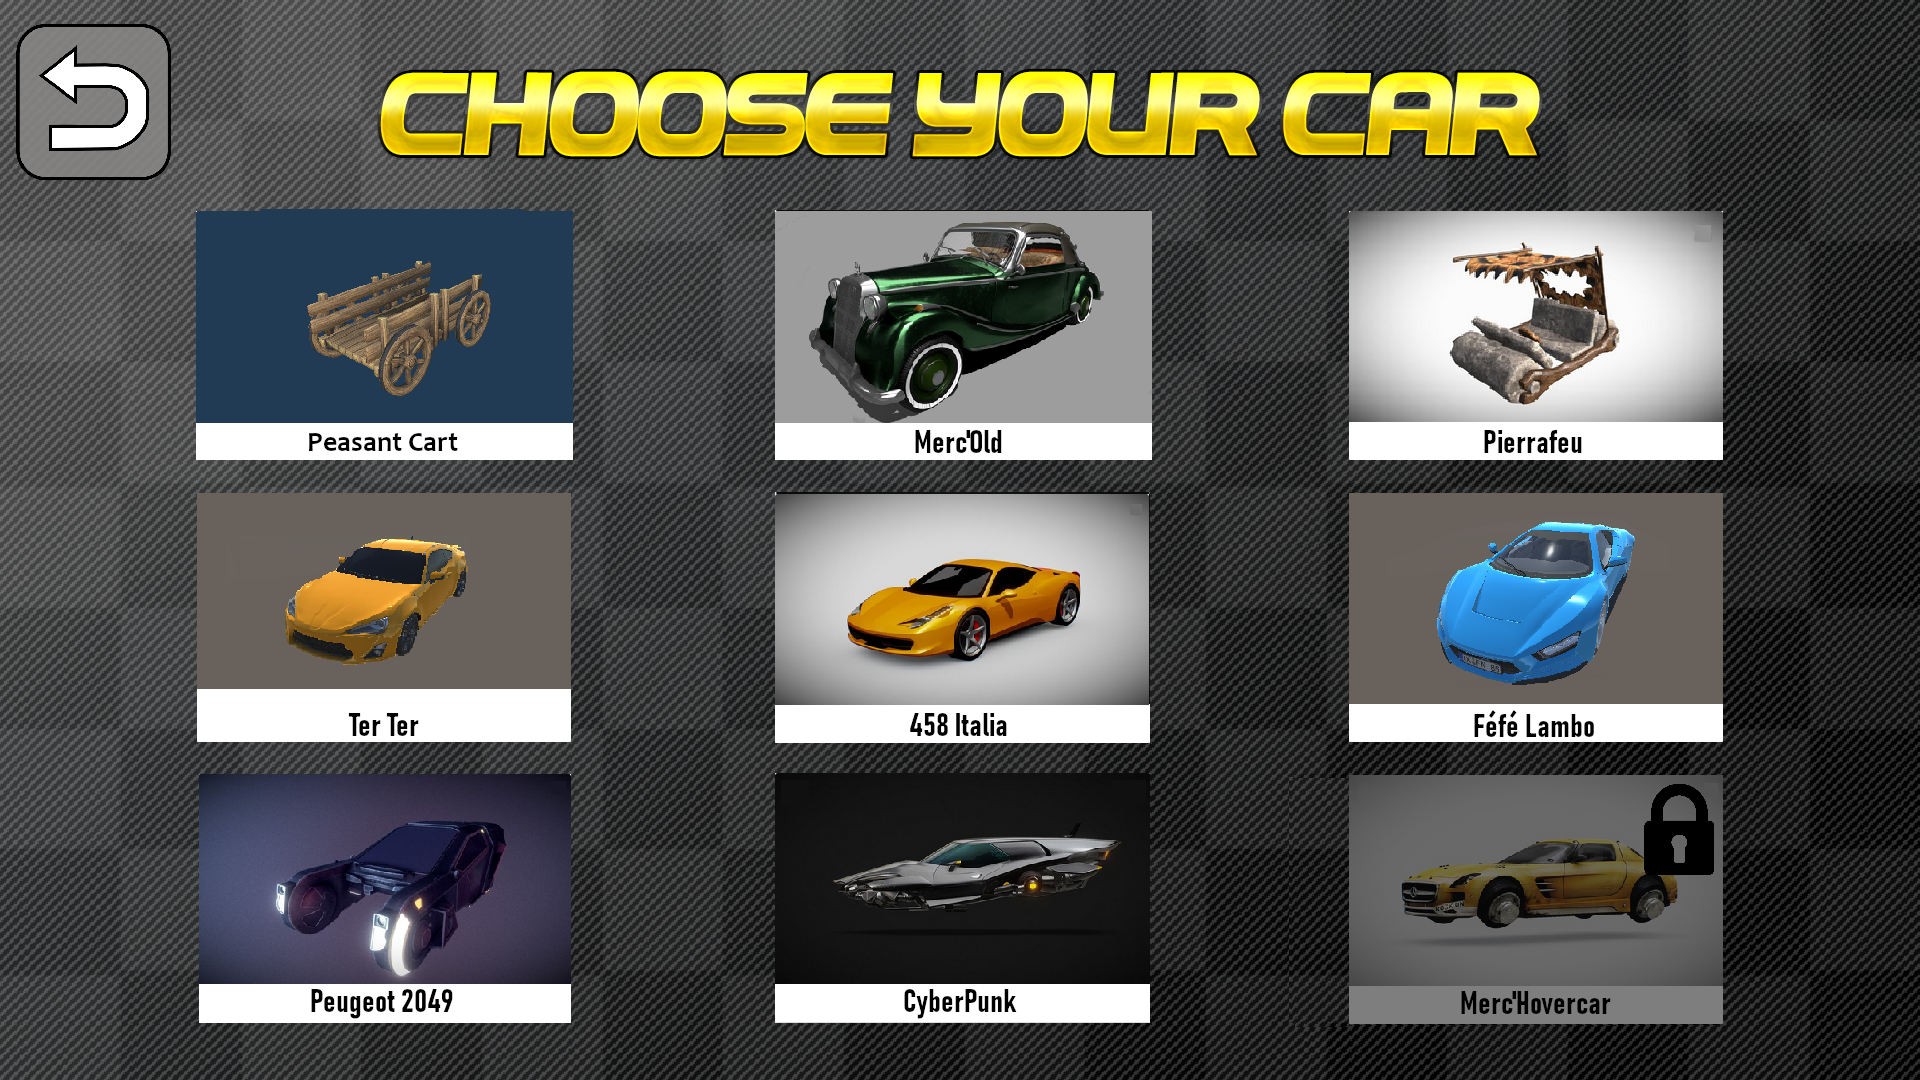 CHOOSE YOUR CAR
Peasant Cart
Merc'Old
Pierrafeu
Ter Ter
458 Italia
Féfé Lambo
Peugeot 2049
CyberPunk
Merc'Hovercar